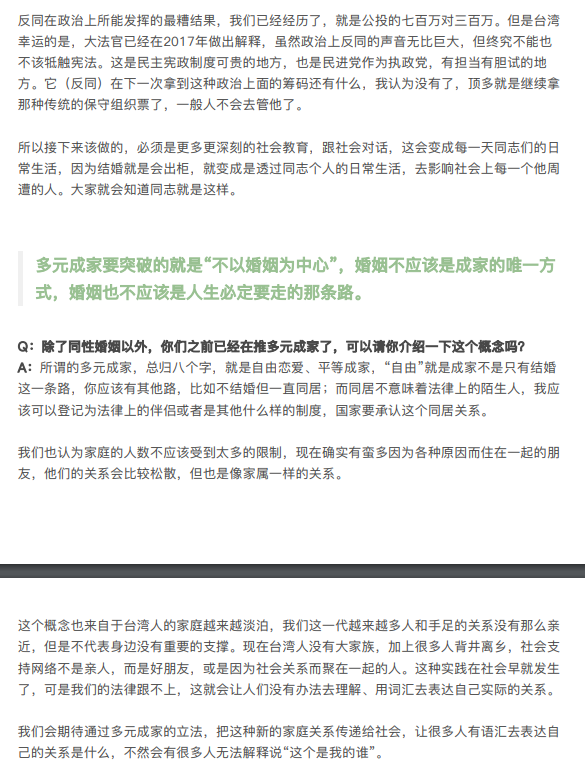 反同在政治上所能发挥的最糟结果，我们已经经历了，就是公投的七百万对三百万。但是台湾
幸运的是，大法官已经在2017年做出解释，虽然政治上反同的声音无比巨大，但终究不能也
不该牴触宪法。这是民主宪政制度可贵的地方，也是民进党作为执政党，有担当有胆试的地
方。它（反同）在下一次拿到这种政治上面的筹码还有什么，我认为没有了，顶多就是继续拿
那种传统的保守组织票了，一般人不会去管他了。
所以接下来该做的，必须是更多更深刻的社会教育，跟社会对话，这会变成每一天同志们的日
常生活，因为结婚就是会出柜，就变成是透过同志个人的日常生活，去影响社会上每一个他周
遭的人。大家就会知道同志就是这样。
多元成家要突破的就是“不以婚姻为中心”，婚姻不应该是成家的唯一方
式，婚姻也不应该是人生必定要走的那条路。
Q：除了同性婚姻以外，你们之前已经在推多元成家了，可以请你介绍一下这个概念吗？
A：所谓的多元成家，总归八个字，就是自由恋爱、平等成家，“自由”就是成家不是只有结婚
这一条路，你应该有其他路，比如不结婚但一直同居；而同居不意味着法律上的陌生人，我应
该可以登记为法律上的伴侣或者是其他什么样的制度，国家要承认这个同居关系。
我们也认为家庭的人数不应该受到太多的限制，现在确实有蛮多因为各种原因而住在一起的朋
友，他们的关系会比较松散，但也是像家属一样的关系。
这个概念也来自于台湾人的家庭越来越淡泊，我们这一代越来越多人和手足的关系没有那么亲
近，但是不代表身边没有重要的支撑。现在台湾人没有大家族，加上很多人背井离乡，社会支
持网络不是亲人，而是好朋友，或是因为社会关系而聚在一起的人。这种实践在社会早就发生
了，可是我们的法律跟不上，这就会让人们没有办法去理解、用词汇去表达自己实际的关系。
我们会期待通过多元成家的立法，把这种新的家庭关系传递给社会，让很多人有语汇去表达自
己的关系是什么，不然会有很多人无法解释说“这个是我的谁”。